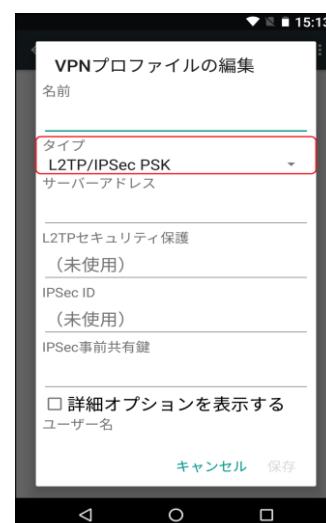 15:13
VPNプロファイルの編集
名前
タイプ
L2TP/IPSec PSK
サーバーアドレス
L2TPセキュリティ保護
（未使用）
IPSec ID
（未使用）
IPSec事前共有鍵
詳細オプションを表示する
ユーザー名
キャンセル 保存